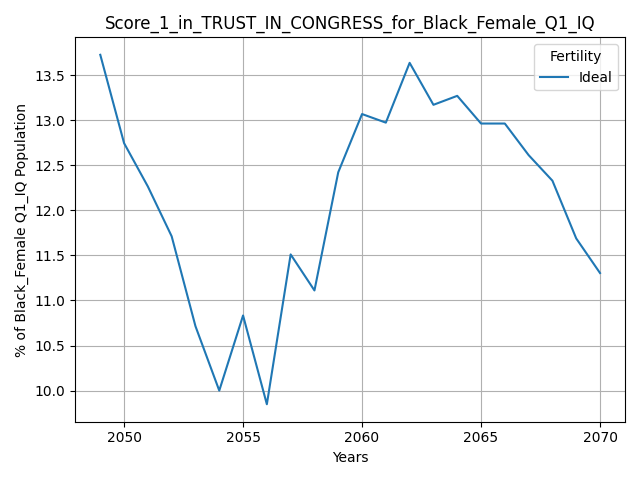 Score_1_in_TRUST_IN_CONGRESS_for_Black_Female_Q1_IQ
Fertility
Ideal
% of Black_Female Q1_IQ Population
13.5
13.0
12.5
12.0
11.5
11.0
10.5
10.0
2050 2055 2060 2065 2070
Years